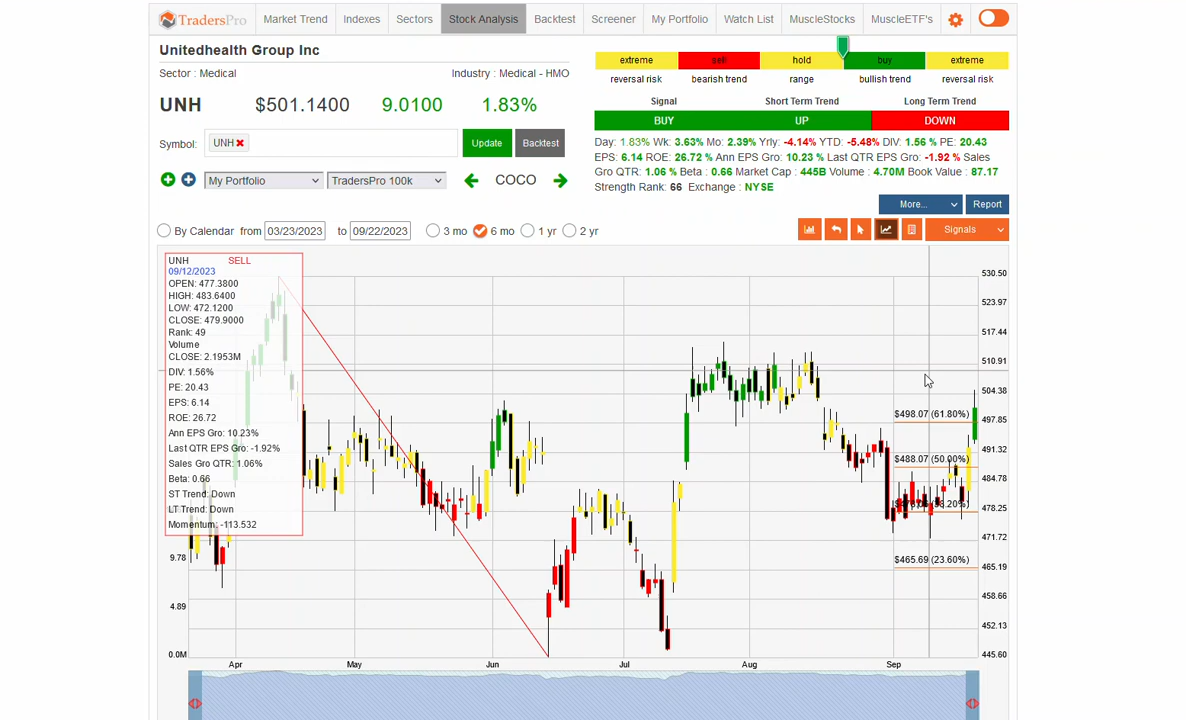 TradersPro Market Trend Indexes Sectors Stock Analysis Backtest Screener My Portfolio Watch List MuscleStocks MuscleETF's
Unitedhealth Group Inc
Sector : Medical Industry : Medical - HMO
UNH $501.1400 9.0100 1.83%
Symbol: UNH Update Backtest
My Portfolio TradersPro 100k COCO
extreme sell hold buy extreme
reversal risk bearish trend range bullish trend reversal risk
Signal Short Term Trend Long Term Trend
BUY UP DOWN
Day: 1.83% Wk: 3.63% Mo: 2.39% Yrly: -4.14% YTD: -5.48% DIV: 1.56 % PE: 20.43
EPS: 6.14 ROE: 26.72 % Ann EPS Gro: 10.23 % Last QTR EPS Gro: -1.92 % Sales
Gro QTR: 1.06 % Beta : 0.66 Market Cap : 445B Volume : 4.70M Book Value : 87.17
Strength Rank: 66 Exchange : NYSE
More... Report
By Calendar from 03/23/2023 to 09/22/2023 3 mo 6 mo 1 yr 2 yr Signals
UNH SELL
09/12/2023
OPEN: 477.3800
HIGH: 483.6400
LOW: 472.1200
CLOSE: 479.9000
Rank: 49
Volume
CLOSE: 2.1953M
DIV: 1.56%
PE: 20.43
EPS: 6.14
ROE: 26.72
Ann EPS Gro: 10.23%
Last QTR EPS Gro: -1.92%
Sales Gro QTR: 1.06%
Beta: 0.66
ST Trend: Down
LT Trend: Down
Momentum: -113.532
9.78
4.89
0.0M
$498.07 (61.80%)
$488.07 (50.00%)
$465.69 (23.60%)
530.50
523.97
517.44
510.91
504.38
497.85
491.32
484.78
478.25
471.72
465.19
458.66
452.13
445.60
Apr May Jun Jul Aug Sep